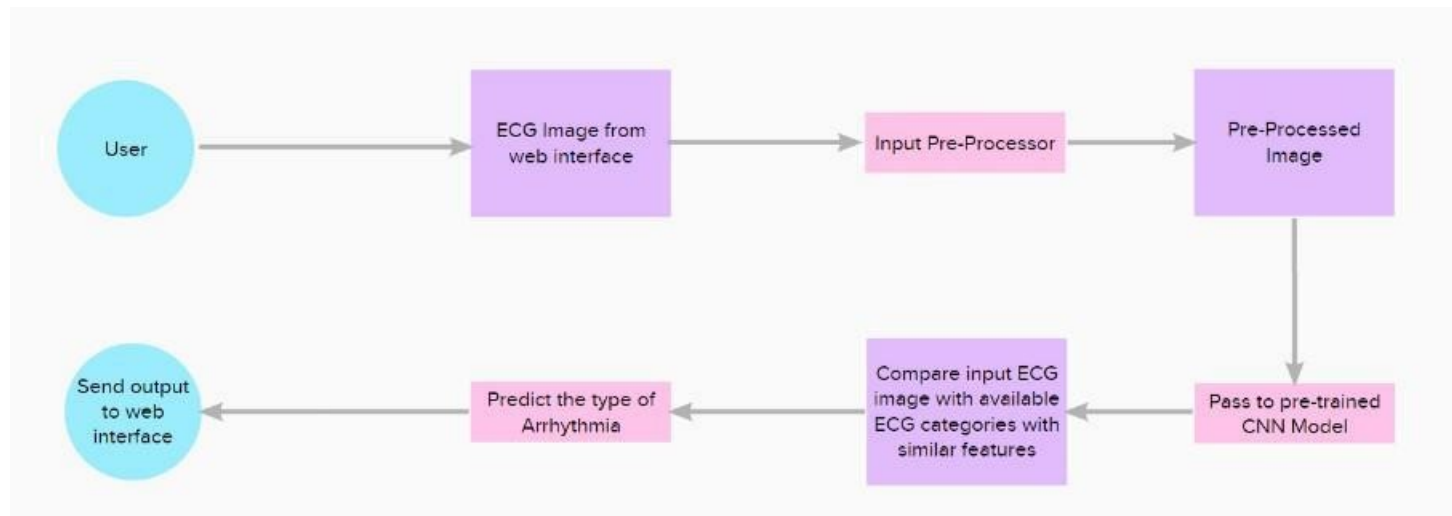 User
ECG Image from
web interface
Input Pre-Processor
Pre-Processed
Image
Pass to pre-trained
CNN Model
Compare input ECG
image with available
ECG categories with
similar features
Predict the type of
Arrhythmia
Send output
to web
interface